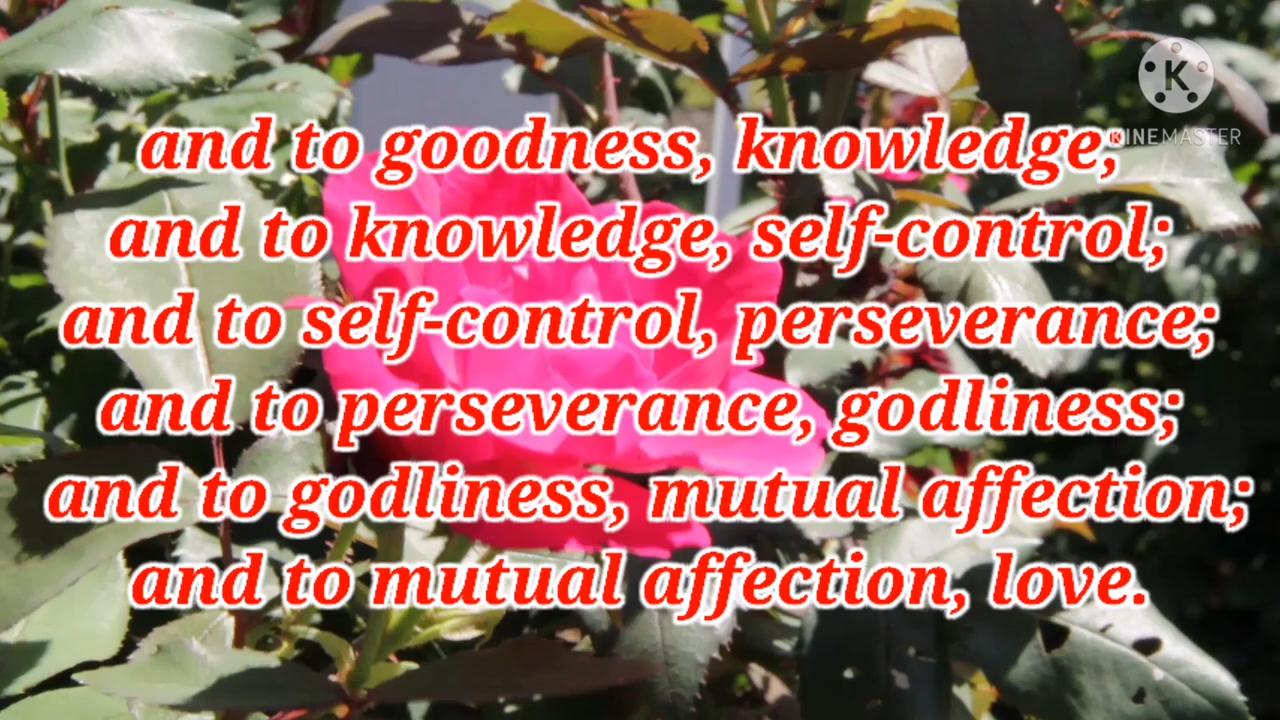 K
KINEMASTER
and to goodness, knowledge,
and to knowledge, self-control;
and to self-control, perseverance;
and to perseverance, godliness;
and to godliness, mutual affection;
and to mutual affection, love.